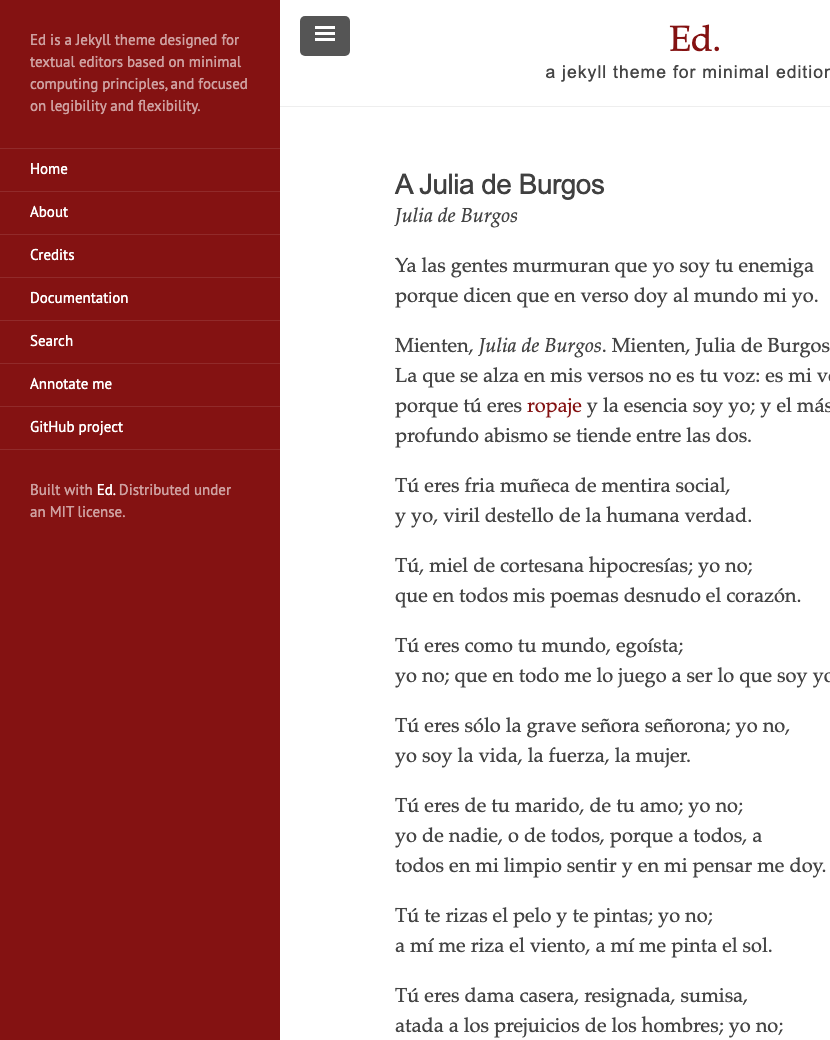 Ed is a Jekyll theme designed for
textual editors based on minimal
computing principles, and focused
on legibility and flexibility.
Home
About
Credits
Documentation
Search
Annotate me
GitHub project
Built with Ed. Distributed under
an MIT license.
Ed.
a jekyll theme for minimal edition
A Julia de Burgos
Julia de Burgos
Ya las gentes murmuran que yo soy tu enemiga
porque dicen que en verso doy al mundo mi yo.
Mienten, Julia de Burgos. Mienten, Julia de Burgos
La que se alza en mis versos no es tu voz: es mi
porque tú eres ropaje y la esencia soy yo; y el más
profundo abismo se tiende entre las dos.
Tú eres fria muñeca de mentira social,
y yo, viril destello de la humana verdad.
Tú, miel de cortesana hipocresías; yo no;
que en todos mis poemas desnudo el corazón.
Tú eres como tu mundo, egoísta;
yo no; que en todo me lo juego a ser lo que soy yo
Tú eres sólo la grave señora señorona; yo no,
yo soy la vida, la fuerza, la mujer.
Tú eres de tu marido, de tu amo; yo no;
yo de nadie, o de todos, porque a todos, a
todos en mi limpio sentir y en mi pensar me doy.
Tú te rizas el pelo y te pintas; yo no;
a mí me riza el viento, a mí me pinta el sol.
Tú eres dama casera, resignada, sumisa,
atada a los prejuicios de los hombres; yo no;